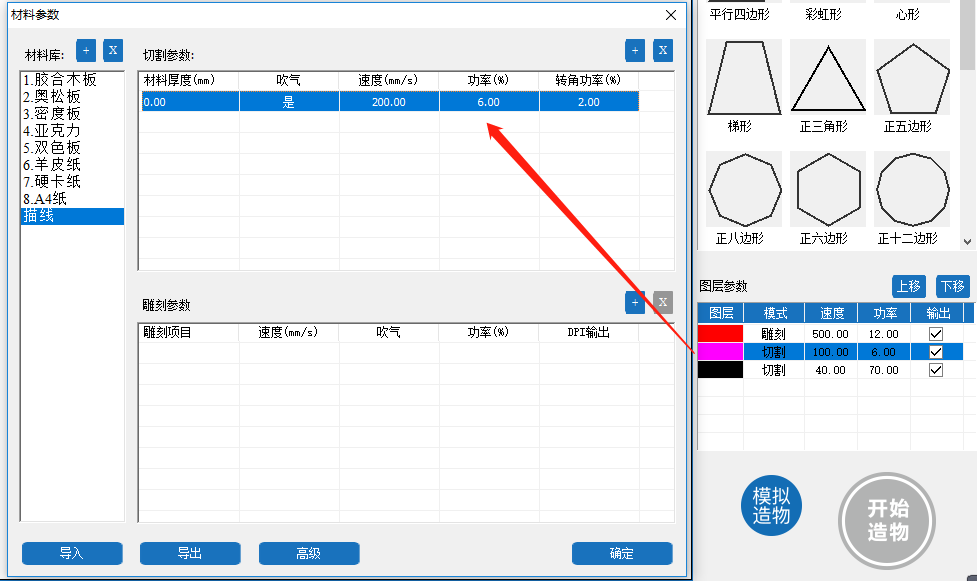 材料参数
材料库: + X
1.胶合木板
2.奥松板
3.密度板
4.亚克力
5.双色板
6.羊皮纸
7.硬卡纸
8.A4纸
描线
切割参数: + X
材料厚度(mm) 吹气 速度(mm/s) 功率(%) 转角功率(%)
0.00 是 200.00 6.00 2.00
雕刻参数 + X
雕刻项目 速度(mm/s) 吹气 功率(%) DPI输出
导入 导出 高级 确定
平行四边形 彩虹形 心形
梯形 正三角形 正五边形
正八边形 正六边形 正十二边形
图层参数 上移 下移
图层 模式 速度 功率 输出
雕刻 500.00 12.00
切割 100.00 6.00
切割 40.00 70.00
模拟
造物
开始
造物